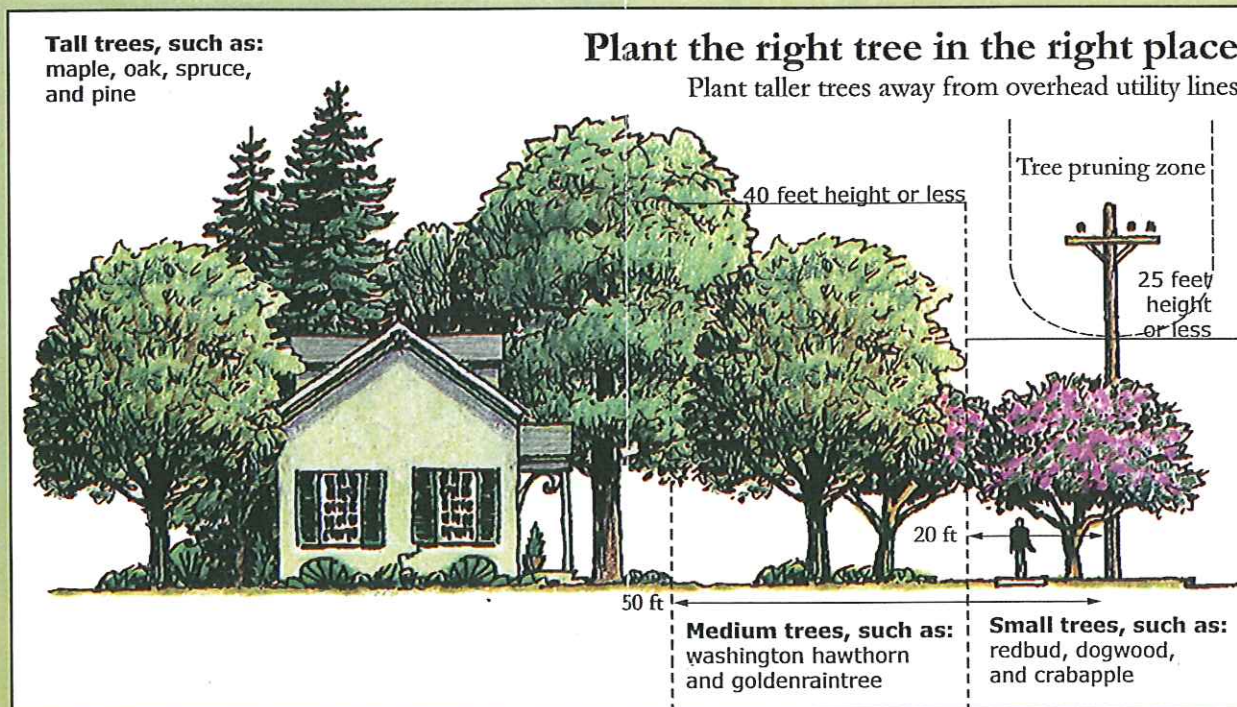 Tall trees, such as:
maple, oak, spruce,
and pine
Plant the right tree in the right place
Plant taller trees away from overhead utility lines
40 feet height or less
Tree pruning zone
25 feet
height
or less
20 ft
50 ft
Medium trees, such as:
washington hawthorn
and goldenraintree
Small trees, such as:
redbud, dogwood,
and crabapple